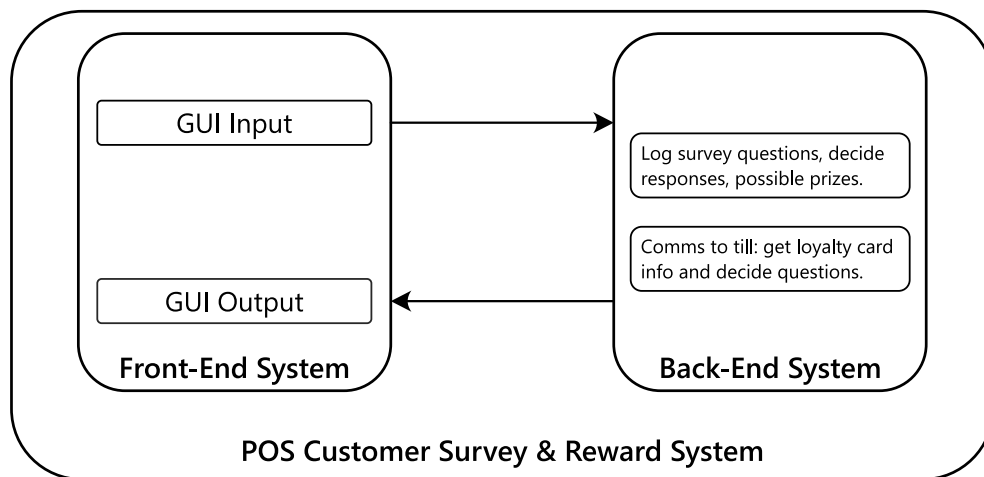 GUI Input
Log survey questions, decide
responses, possible prizes.
Comms to till: get loyalty card
info and decide questions.
GUI Output
Front-End System
Back-End System
POS Customer Survey & Reward System